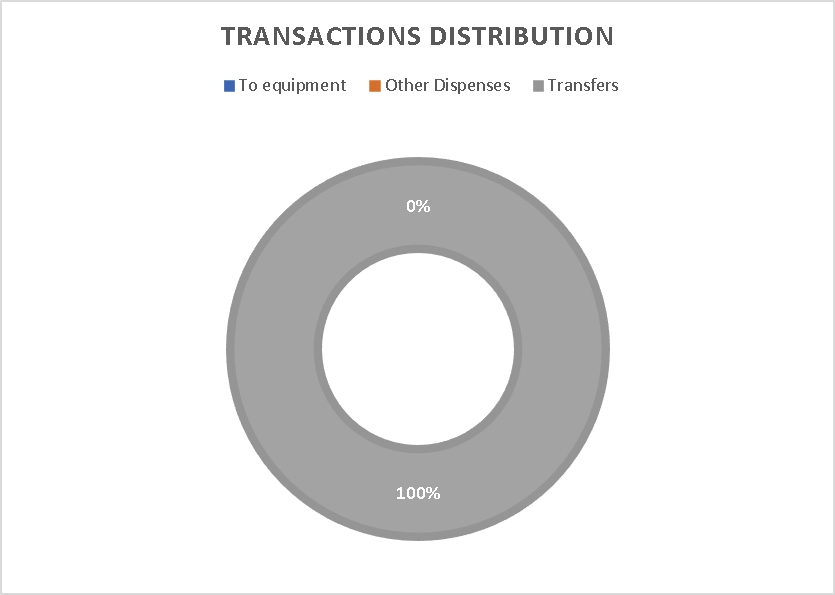 TRANSACTIONS DISTRIBUTION
To equipment Other Dispenses Transfers
0%
100%